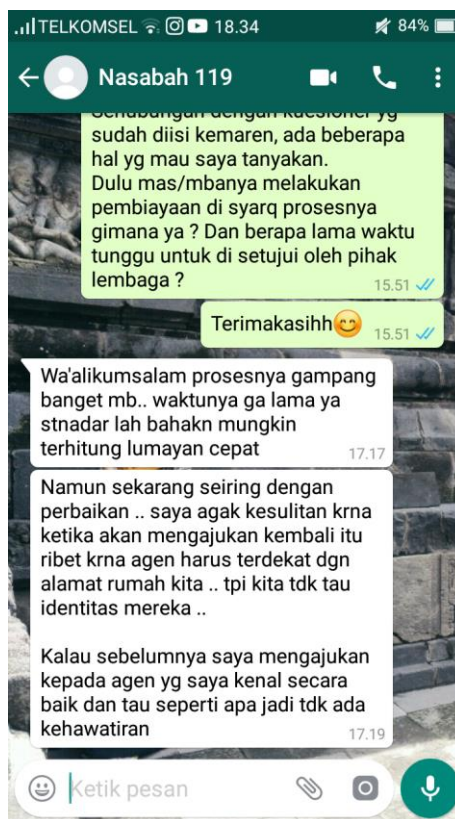 TELKOMSEL 18.34 84%
Nasabah 119
Sehubungan dengan kuesioner yg
sudah diisi kemaren, ada beberapa
hal yg mau saya tanyakan.
Dulu mas/mbanya melakukan
pembiayaan di syarq prosesnya
gimana ya ? Dan berapa lama waktu
tunggu untuk di setujui oleh pihak
lembaga ?
15.51
Terimakasihh😊 15.51
Wa'alikumsalam prosesnya gampang
banget mb.. waktunya ga lama ya
stnadar lah bahakn mungkin
terhitung lumayan cepat
17.17
Namun sekarang seiring dengan
perbaikan .. saya agak kesulitan krna
ketika akan mengajukan kembali itu
ribet krna agen harus terdekat dgn
alamat rumah kita .. tpi kita tdk tau
identitas mereka ..
Kalau sebelumnya saya mengajukan
kepada agen yg saya kenal secara
baik dan tau seperti apa jadi tdk ada
kehawatiran
17.19
Ketik pesan